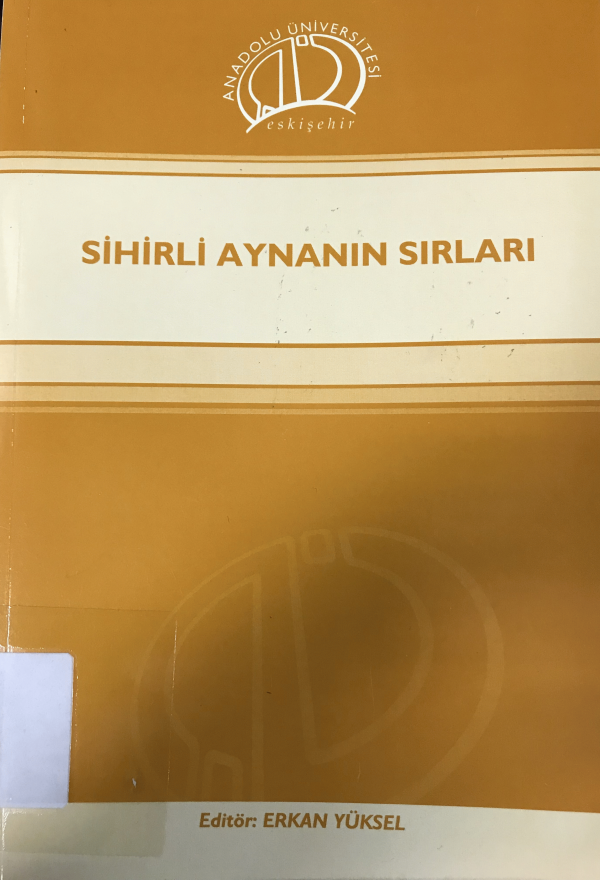 ANADOLU ÜNİVERSİTESİ
eskişehir
SİHİRLİ AYNANIN SIRLARI
Editör: ERKAN YÜKSEL